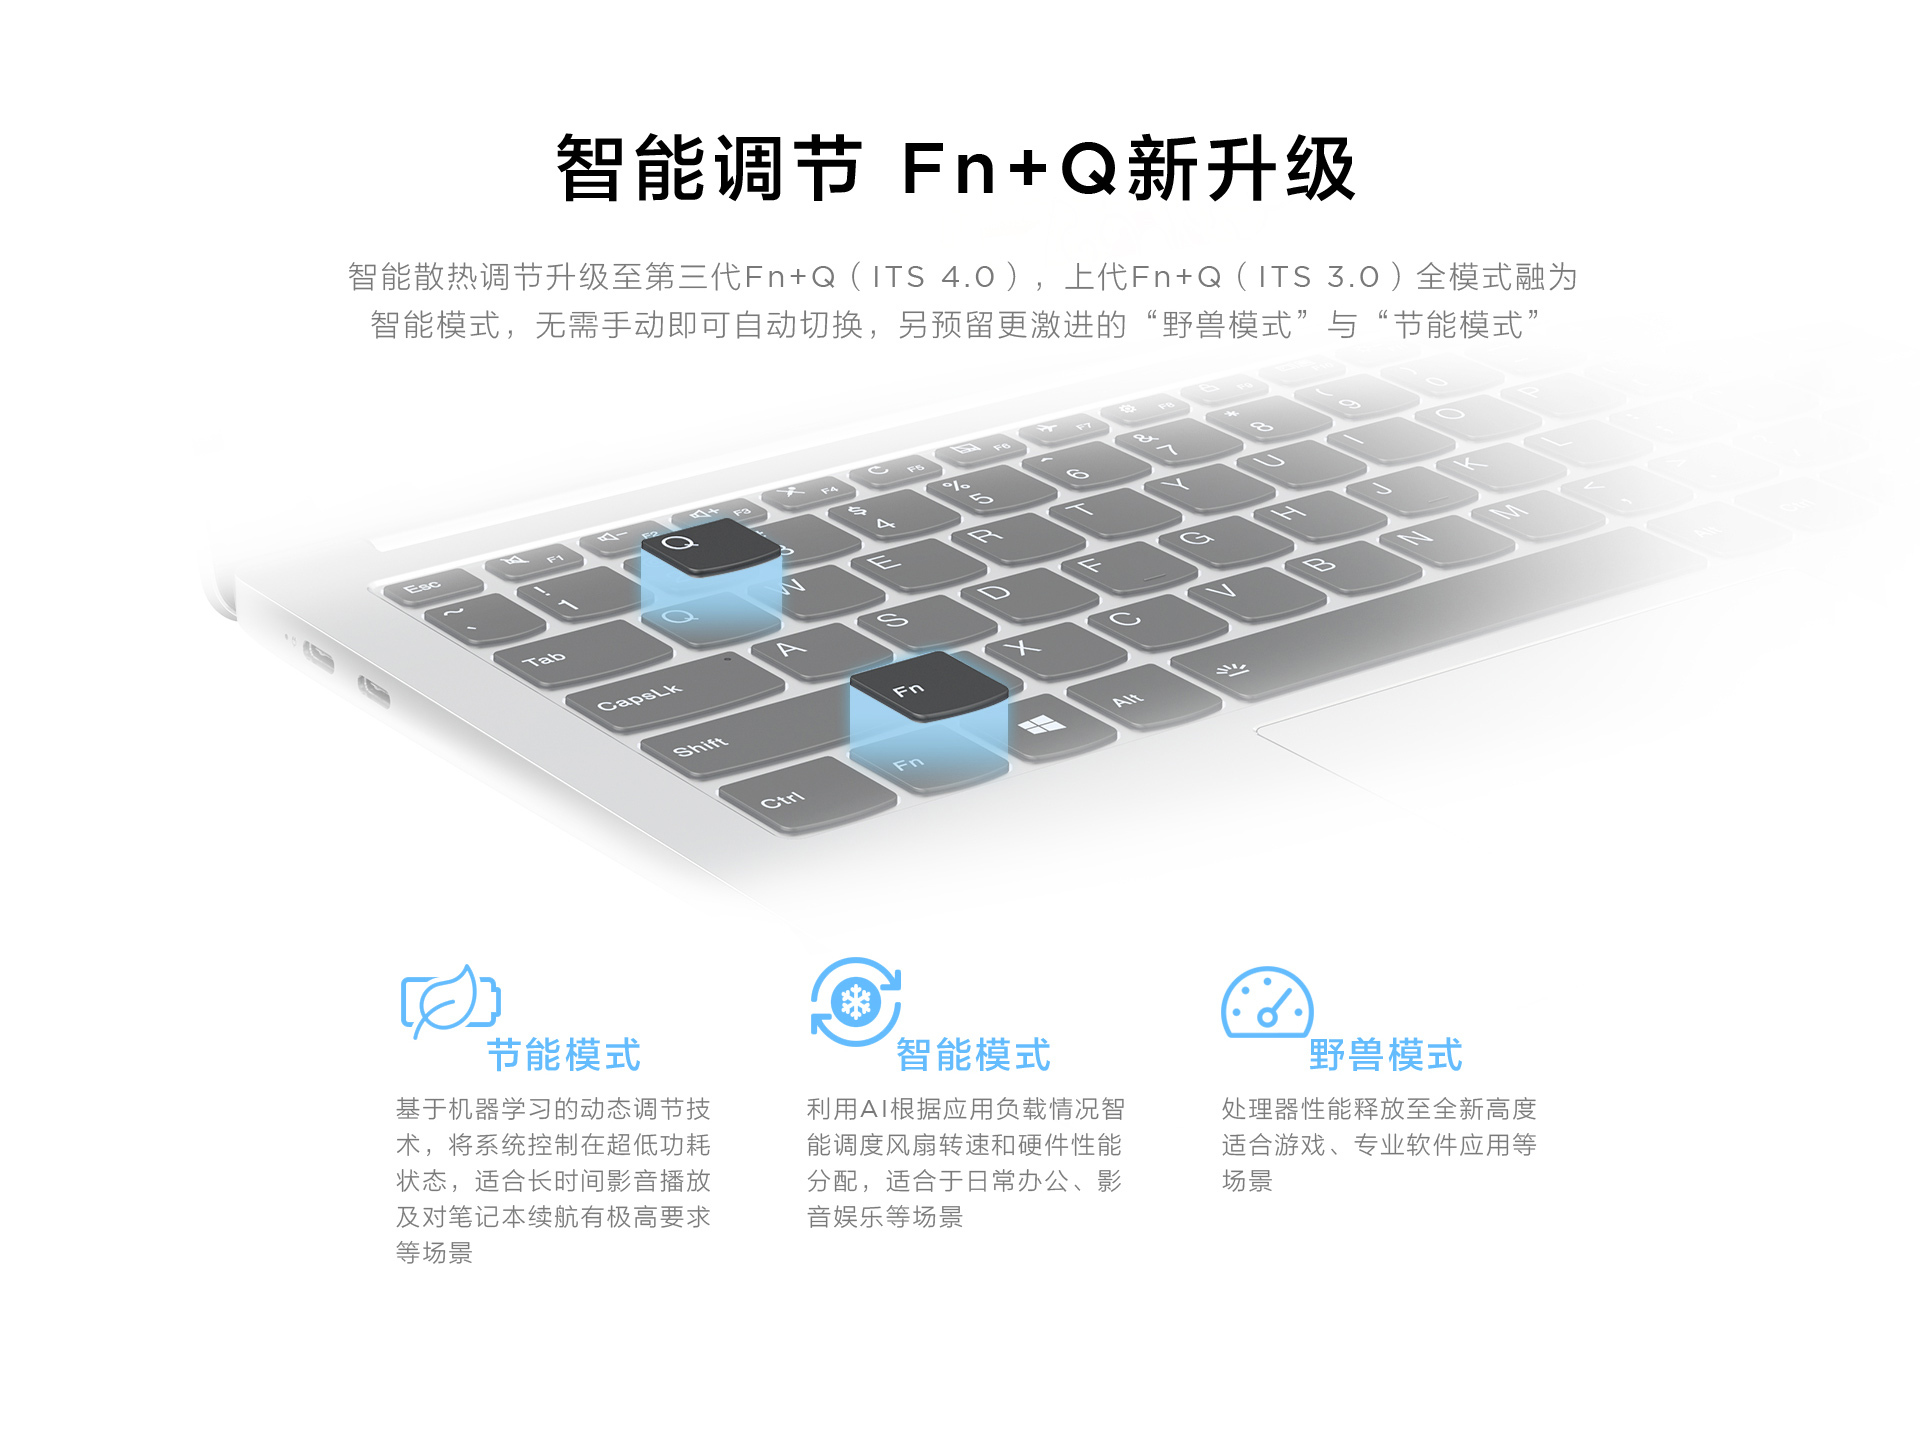 智能调节 Fn+Q新升级
智能散热调节升级至第三代Fn+Q（ITS 4.0），上代Fn+Q（ITS 3.0）全模式融为
智能模式，无需手动即可自动切换，另预留更激进的“野兽模式”与“节能模式”
Esc F1 F2 F3 F4 F5 F6 F7 F8 F9
~ ! 1 3 $ 4 % 5 ^ 6 & 7 * 8 ( 9 ) 0
Q
Tab Q W E R T Y U I O P
CapsLk A S D F G H J K L
Fn
Shift X C V B N M < ,
Ctrl Fn Alt Alt
节能模式
基于机器学习的动态调节技
术，将系统控制在超低功耗
状态，适合长时间影音播放
及对笔记本续航有极高要求
等场景
智能模式
利用AI根据应用负载情况智
能调度风扇转速和硬件性能
分配，适合于日常办公、影
音娱乐等场景
野兽模式
处理器性能释放至全新高度
适合游戏、专业软件应用等
场景